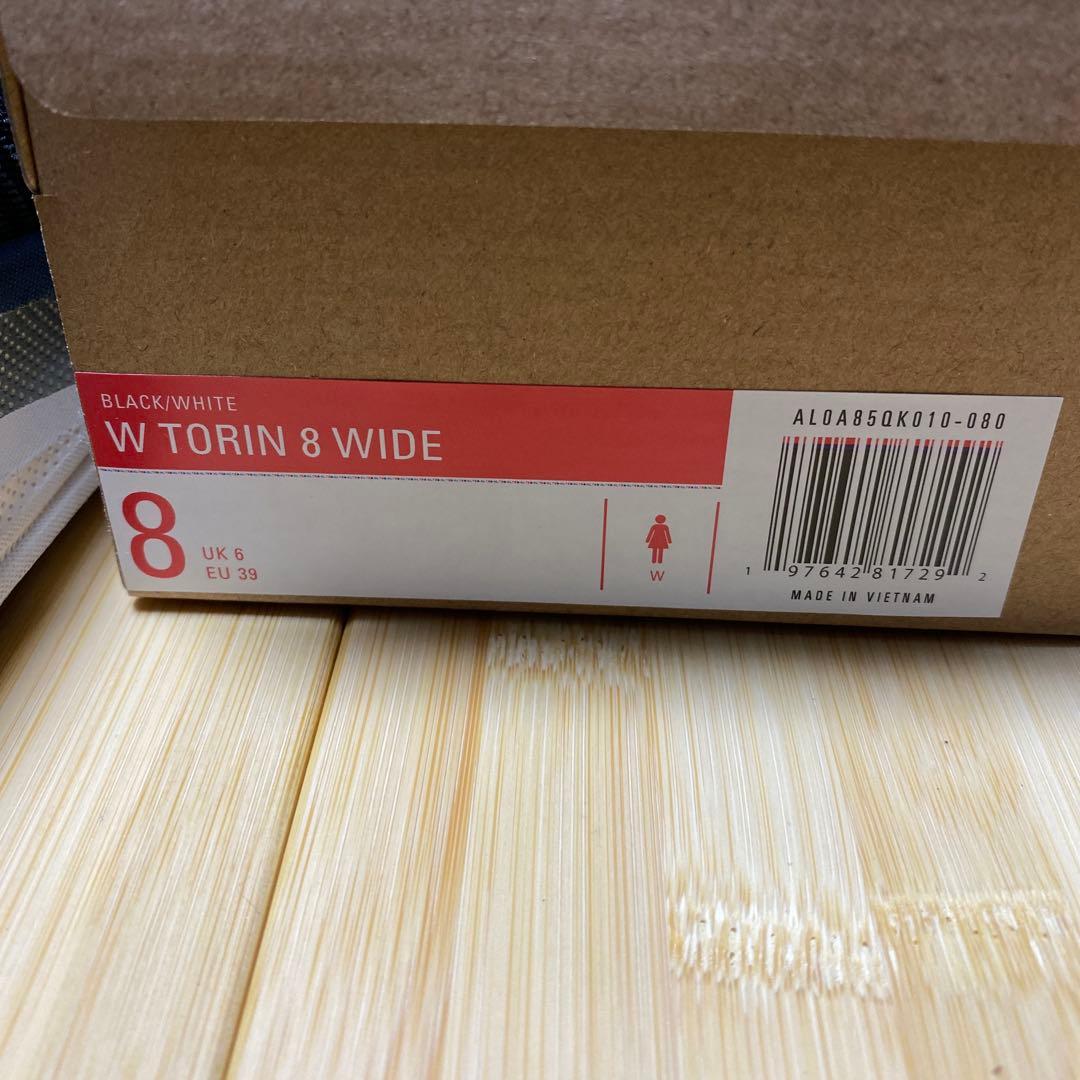 BLACK/WHITE
W TORIN 8 WIDE
8
UK 6
EU 39
W
AL0A85QK010-080
1 97642 81729 2
MADE IN VIETNAM